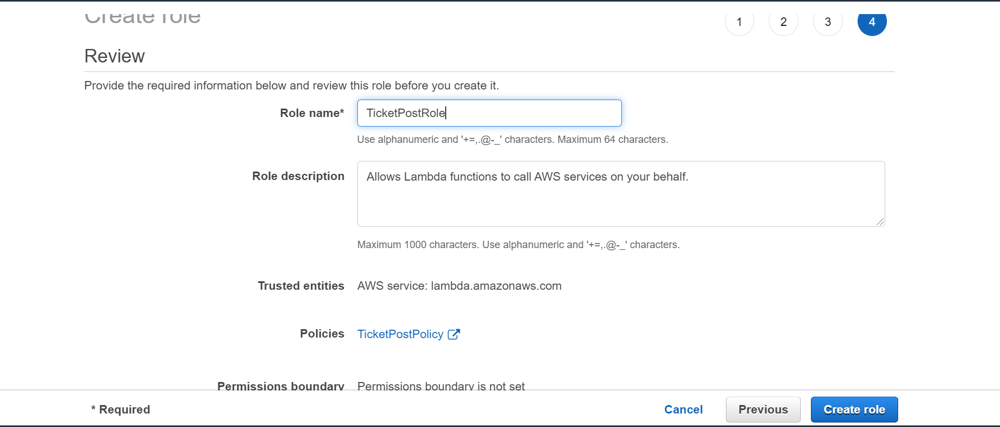 Create role
1 2 3 4
Review
Provide the required information below and review this role before you create it.
Role name* TicketPostRole
Use alphanumeric and '+=,.@-_' characters. Maximum 64 characters.
Role description Allows Lambda functions to call AWS services on your behalf.
Maximum 1000 characters. Use alphanumeric and '+=,.@-_' characters.
Trusted entities AWS service: lambda.amazonaws.com
Policies TicketPostPolicy
Permissions boundary Permissions boundary is not set
* Required Cancel Previous Create role